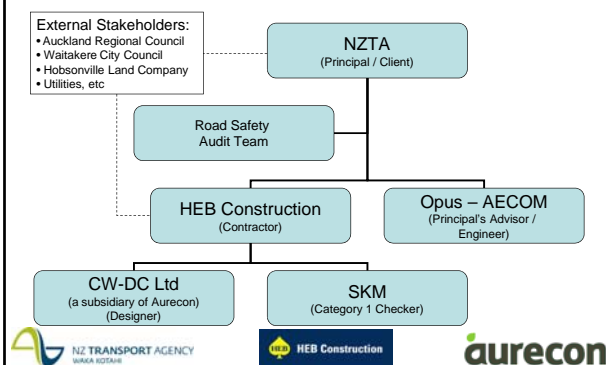 External Stakeholders:
• Auckland Regional Council
• Waitakere City Council
• Hobsonville Land Company
• Utilities, etc
NZTA
(Principal / Client)
Road Safety
Audit Team
HEB Construction
(Contractor)
Opus – AECOM
(Principal's Advisor /
Engineer)
CW-DC Ltd
(a subsidiary of Aurecon)
(Designer)
SKM
(Category 1 Checker)
NZ TRANSPORT AGENCY
WAKA KOTAHI
HEB
HEB Construction
aurecon